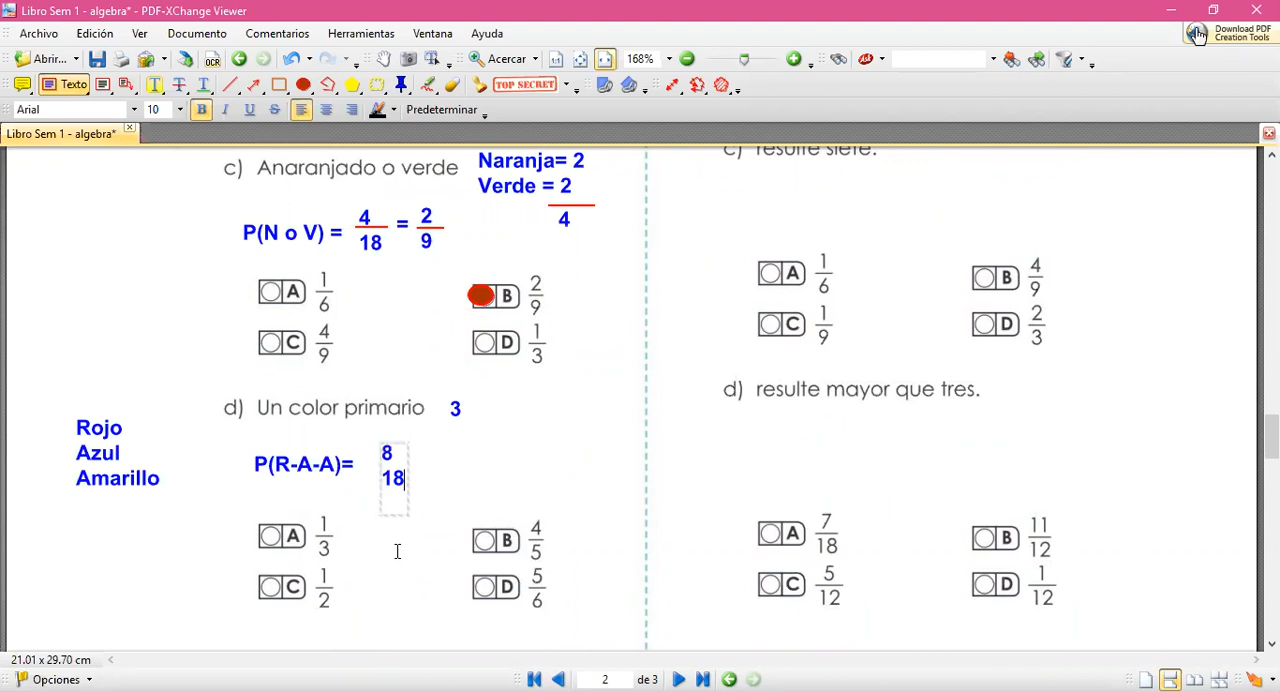 Libro Sem 1 - algebra* - PDF-XChange Viewer
Archivo Edición Ver Documento Comentarios Herramientas Ventana Ayuda
Download PDF
Creation Tools
Abrir... OCR Acercar 168%
Texto T T T TOP SECRET
Arial 10 B I U S Predeterminar
Libro Sem 1 - algebra*
c) Anaranjado o verde
Naranja= 2
Verde = 2
4
P(N o V) = 4/18 = 2/9
A 1/6
B 2/9
C 4/9
D 1/3
d) Un color primario 3
Rojo
Azul
Amarillo
P(R-A-A)= 8
18
A 1/3
B 4/5
C 1/2
D 5/6
c) resulte siete.
A 1/6
B 4/9
C 1/9
D 2/3
d) resulte mayor que tres.
A 7/18
B 11/12
C 5/12
D 1/12
21.01 x 29.70 cm
Opciones 2 de 3